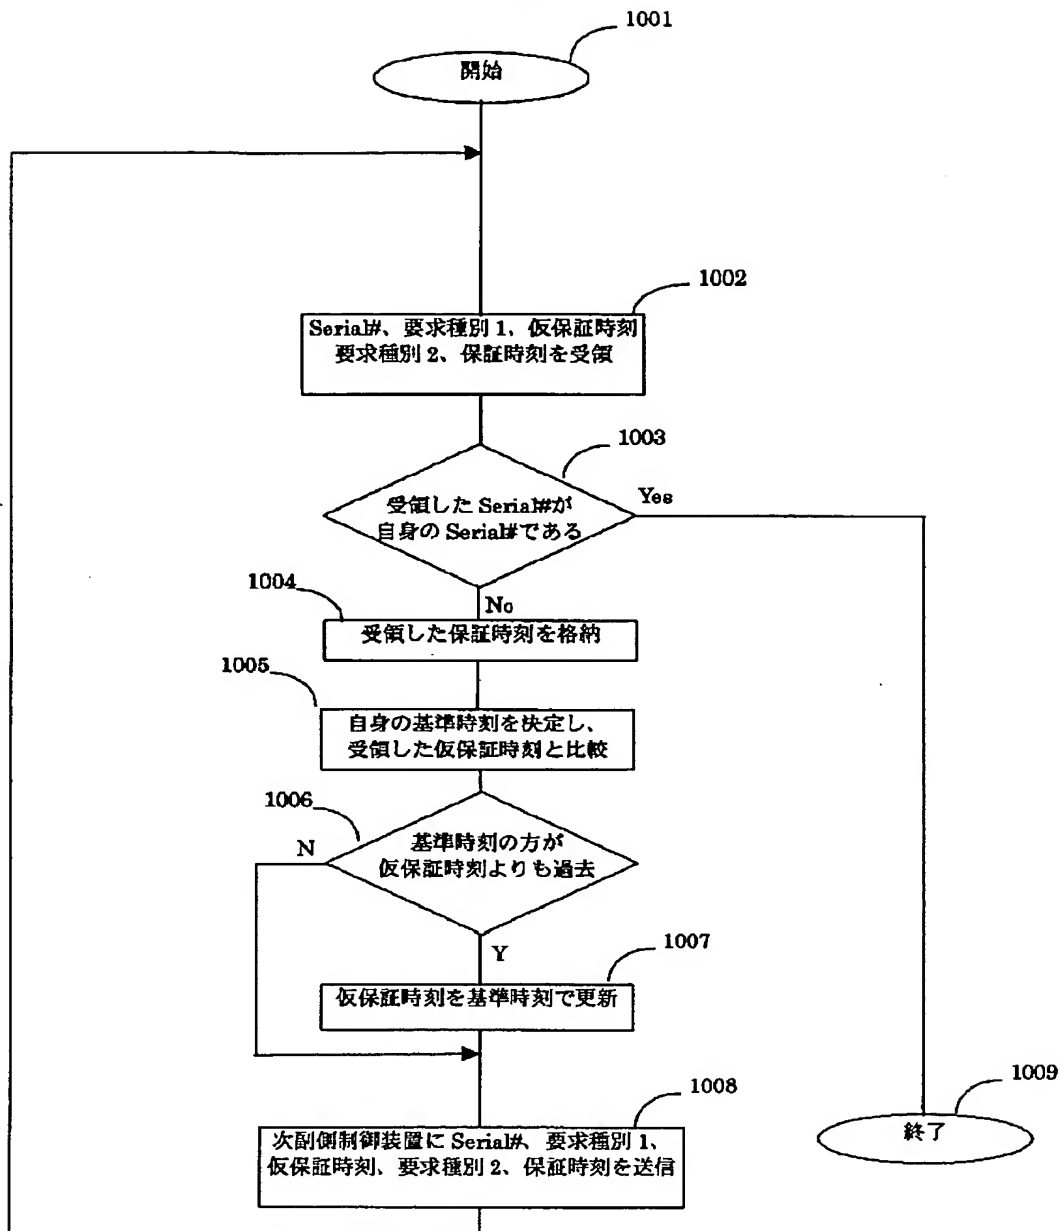 1001
開始
1002
Serial#、要求種別 1、仮保証時刻
要求種別 2、保証時刻を受領
1003
受領した Serial#が
自身の Serial#である
Yes
No
1004
受領した保証時刻を格納
1005
自身の基準時刻を決定し、
受領した仮保証時刻と比較
1006
基準時刻の方が
仮保証時刻よりも過去
N
Y
1007
仮保証時刻を基準時刻で更新
1008
次副側制御装置に Serial#、要求種別 1、
仮保証時刻、要求種別 2、保証時刻を送信
1009
終了